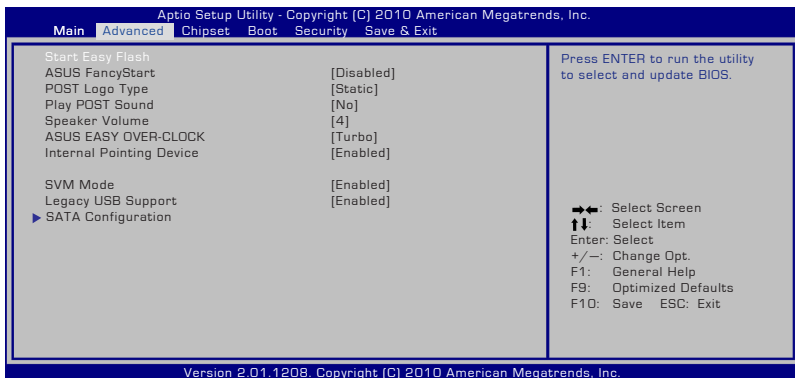 Aptio Setup Utility - Copyright (C) 2010 American Megatrends, Inc.
Main Advanced Chipset Boot Security Save & Exit
Start Easy Flash
ASUS FancyStart [Disabled]
POST Logo Type [Static]
Play POST Sound [No]
Speaker Volume [4]
ASUS EASY OVER-CLOCK [Turbo]
Internal Pointing Device [Enabled]
SVM Mode [Enabled]
Legacy USB Support [Enabled]
SATA Configuration
Press ENTER to run the utility
to select and update BIOS.
→←: Select Screen
↑↓: Select Item
Enter: Select
+/—: Change Opt.
F1: General Help
F9: Optimized Defaults
F10: Save ESC: Exit
Version 2.01.1208. Copyright (C) 2010 American Megatrends, Inc.